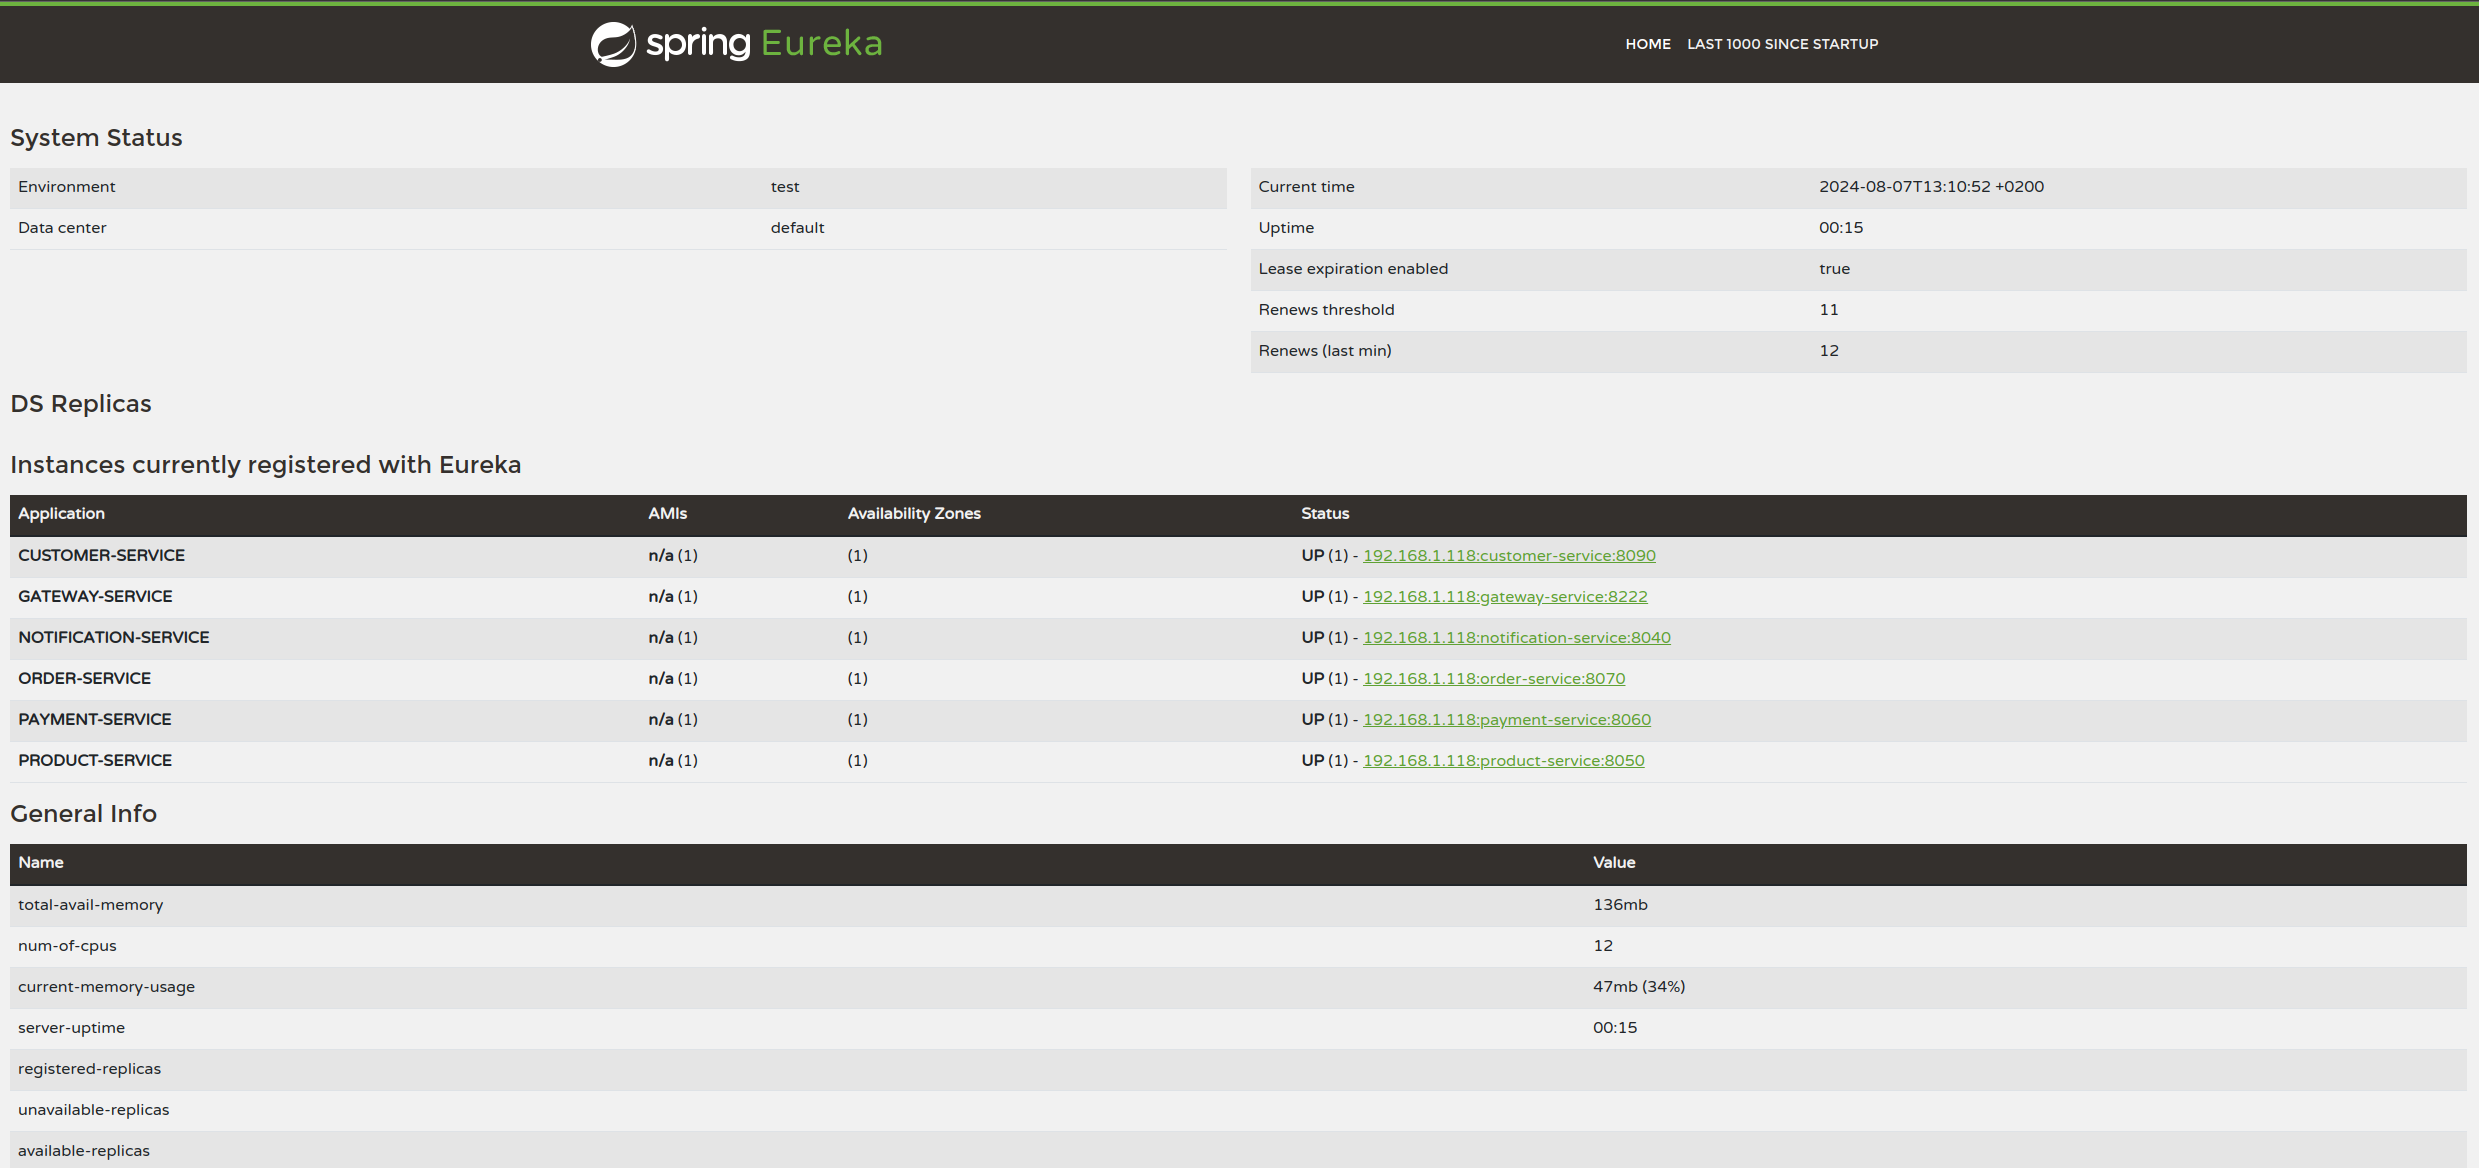 spring Eureka
HOME LAST 1000 SINCE STARTUP
System Status
Environment test
Data center default
Current time 2024-08-07T13:10:52 +0200
Uptime 00:15
Lease expiration enabled true
Renews threshold 11
Renews (last min) 12
DS Replicas
Instances currently registered with Eureka
Application AMIs Availability Zones Status
CUSTOMER-SERVICE n/a (1) (1) UP (1) - 192.168.1.118:customer-service:8090
GATEWAY-SERVICE n/a (1) (1) UP (1) - 192.168.1.118:gateway-service:8222
NOTIFICATION-SERVICE n/a (1) (1) UP (1) - 192.168.1.118:notification-service:8040
ORDER-SERVICE n/a (1) (1) UP (1) - 192.168.1.118:order-service:8070
PAYMENT-SERVICE n/a (1) (1) UP (1) - 192.168.1.118:payment-service:8060
PRODUCT-SERVICE n/a (1) (1) UP (1) - 192.168.1.118:product-service:8050
General Info
Name Value
total-avail-memory 136mb
num-of-cpus 12
current-memory-usage 47mb (34%)
server-uptime 00:15
registered-replicas
unavailable-replicas
available-replicas